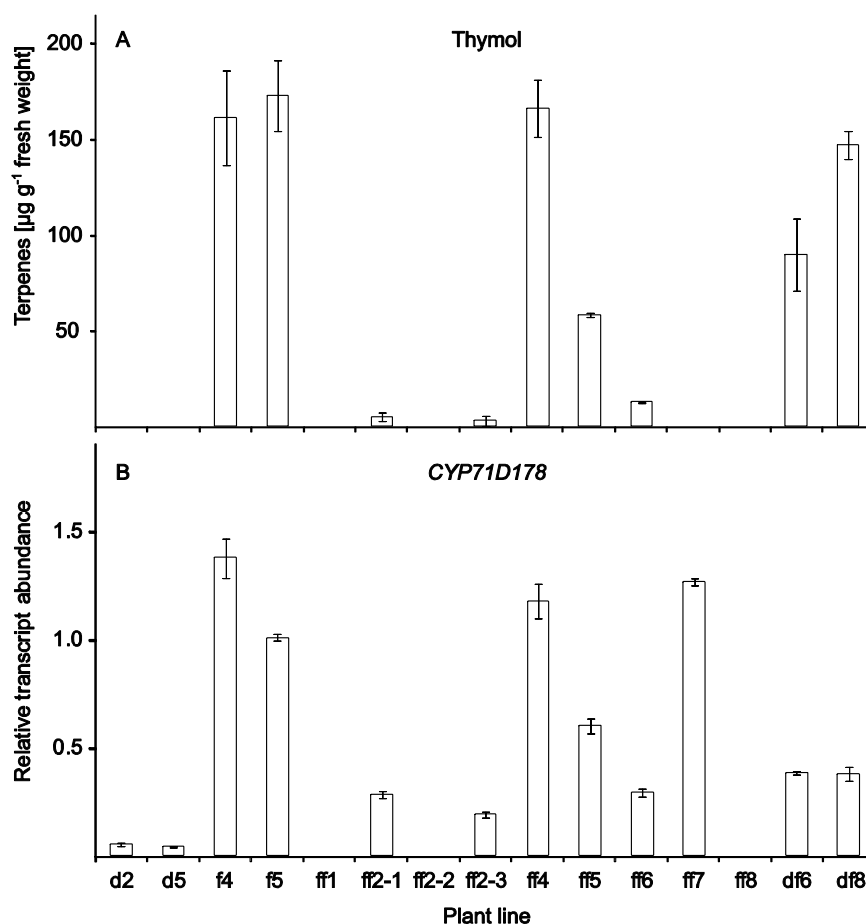 A
Thymol
Terpenes [µg g-1 fresh weight]
200
150
100
50
B
CYP71D178
Relative transcript abundance
1.5
1.0
0.5
d2 d5 f4 f5 ff1 ff2-1 ff2-2 ff2-3 ff4 ff5 ff6 ff7 ff8 df6 df8
Plant line